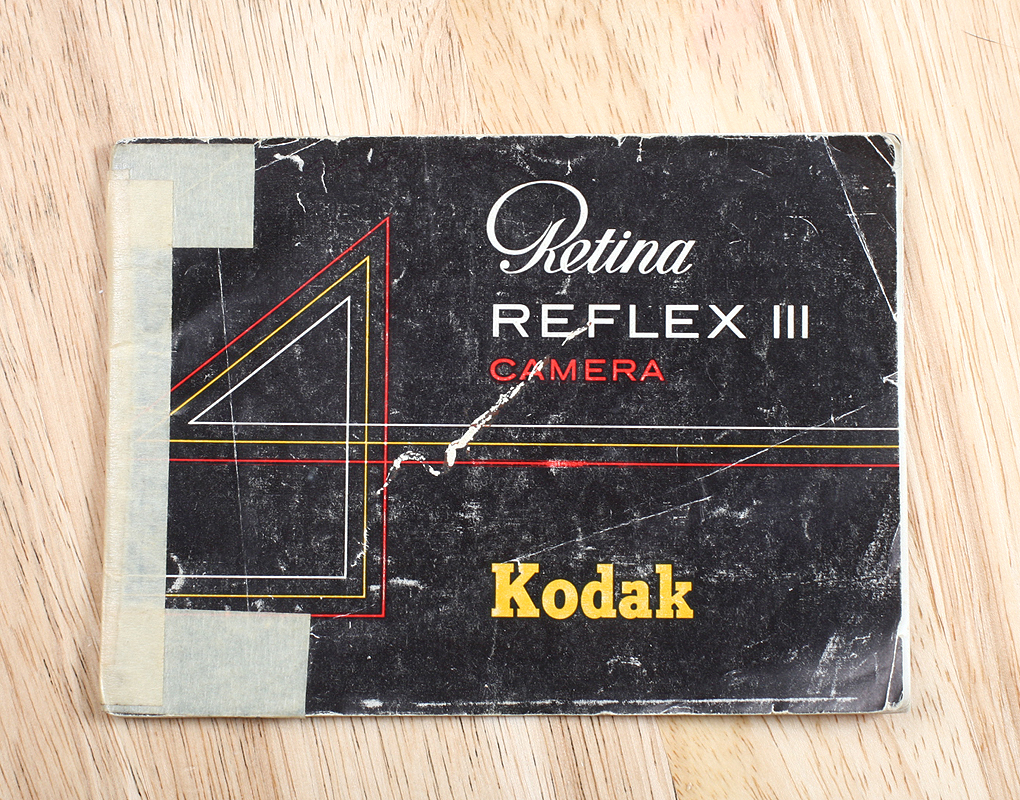 Retina
REFLEX III
CAMERA
Kodak